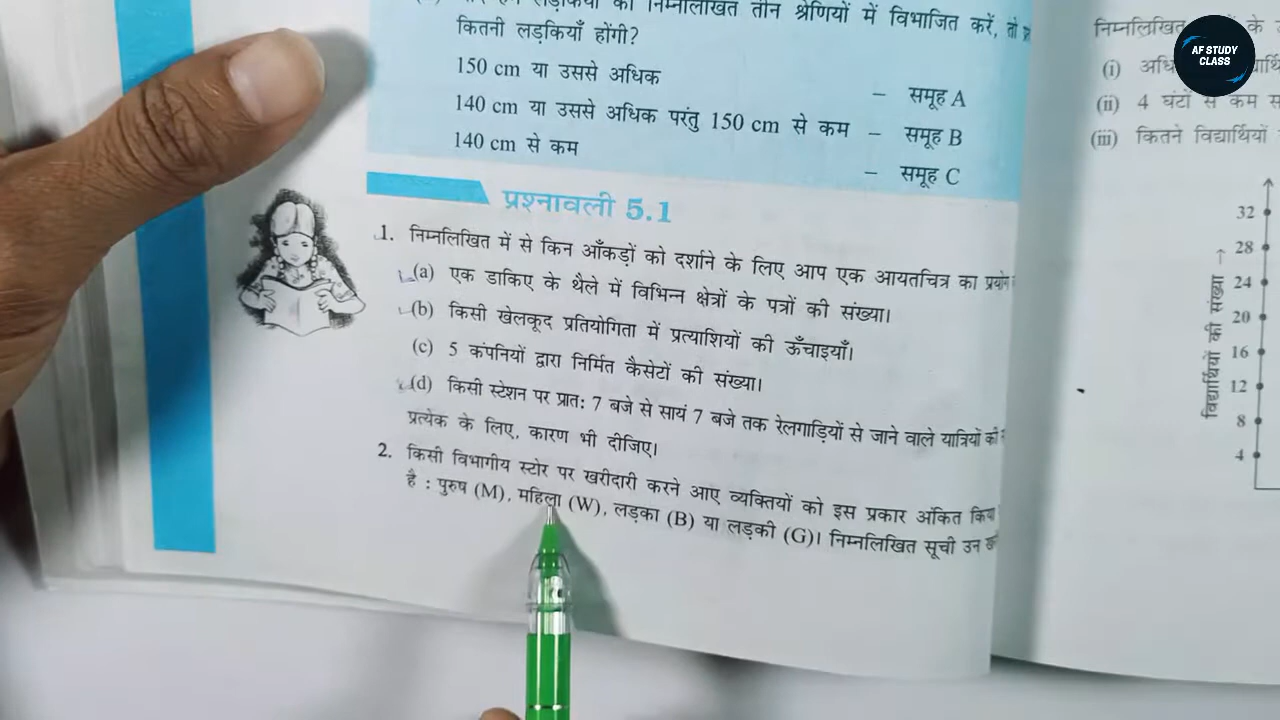 निम्नलिखित तीन श्रेणियों में विभाजित करें, तो
कितनी लड़कियाँ होंगी?
150 cm या उससे अधिक – समूह A
140 cm या उससे अधिक परंतु 150 cm से कम – समूह B
140 cm से कम – समूह C
प्रश्नावली 5.1
1. निम्नलिखित में से किन आँकड़ों को दर्शाने के लिए आप एक आयतचित्र का प्रयोग
(a) एक डाकिए के थैले में विभिन्न क्षेत्रों के पत्रों की संख्या।
(b) किसी खेलकूद प्रतियोगिता में प्रत्याशियों की ऊँचाइयाँ।
(c) 5 कंपनियों द्वारा निर्मित कैसेटों की संख्या।
(d) किसी स्टेशन पर प्रात: 7 बजे से सायं 7 बजे तक रेलगाड़ियों से जाने वाले यात्रियों की
प्रत्येक के लिए, कारण भी दीजिए।
2. किसी विभागीय स्टोर पर खरीदारी करने आए व्यक्तियों को इस प्रकार अंकित किया
है : पुरुष (M), महिला (W), लड़का (B) या लड़की (G)। निम्नलिखित सूची उन
निम्नलिखित के
(i)
(ii) 4 घंटों से कम
(iii) कितने विद्यार्थियों
विद्यार्थियों की संख्या →
32
28
24
20
16
12
8
4
AF STUDY
CLASS